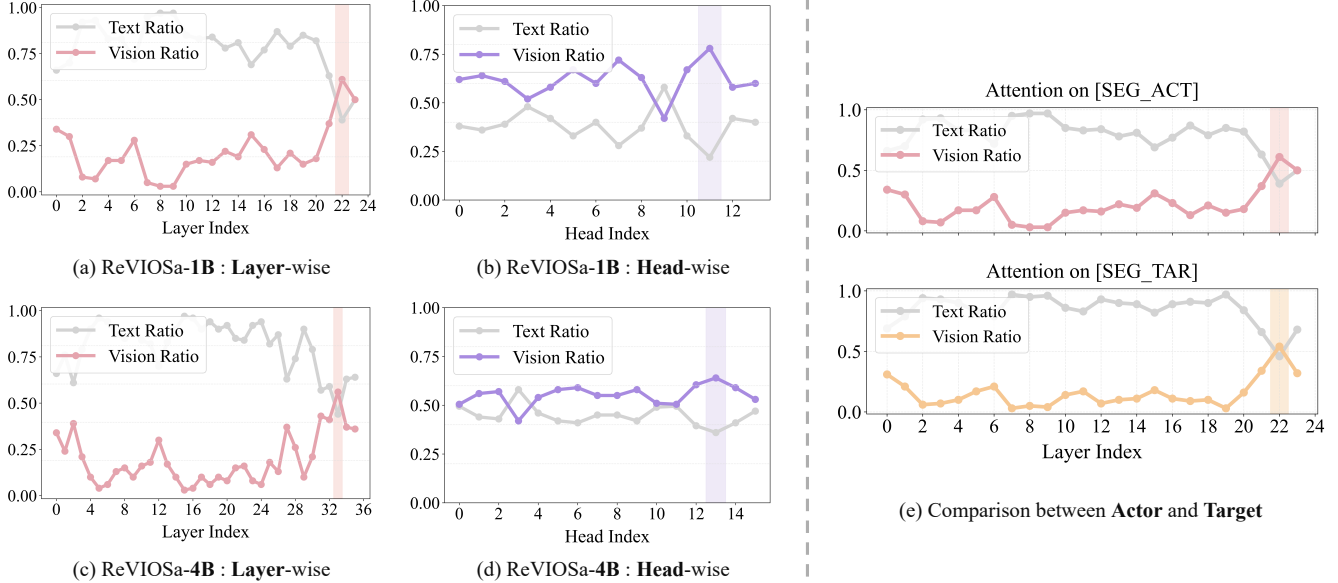 1.00
0.75
0.50
0.25
0.00
Text Ratio
Vision Ratio
0 2 4 6 8 10 12 14 16 18 20 22 24
Layer Index
(a) ReVIOSa-1B : Layer-wise
1.00
0.75
0.50
0.25
0.00
Text Ratio
Vision Ratio
0 2 4 6 8 10 12
Head Index
(b) ReVIOSa-1B : Head-wise
1.00
0.75
0.50
0.25
0.00
Text Ratio
Vision Ratio
0 4 8 12 16 20 24 28 32 36
Layer Index
(c) ReVIOSa-4B : Layer-wise
1.00
0.75
0.50
0.25
0.00
Text Ratio
Vision Ratio
0 2 4 6 8 10 12 14
Head Index
(d) ReVIOSa-4B : Head-wise
Attention on [SEG_ACT]
1.0
0.5
0.0
Text Ratio
Vision Ratio
Attention on [SEG_TAR]
1.0
0.5
0.0
Text Ratio
Vision Ratio
0 2 4 6 8 10 12 14 16 18 20 22 24
Layer Index
(e) Comparison between Actor and Target